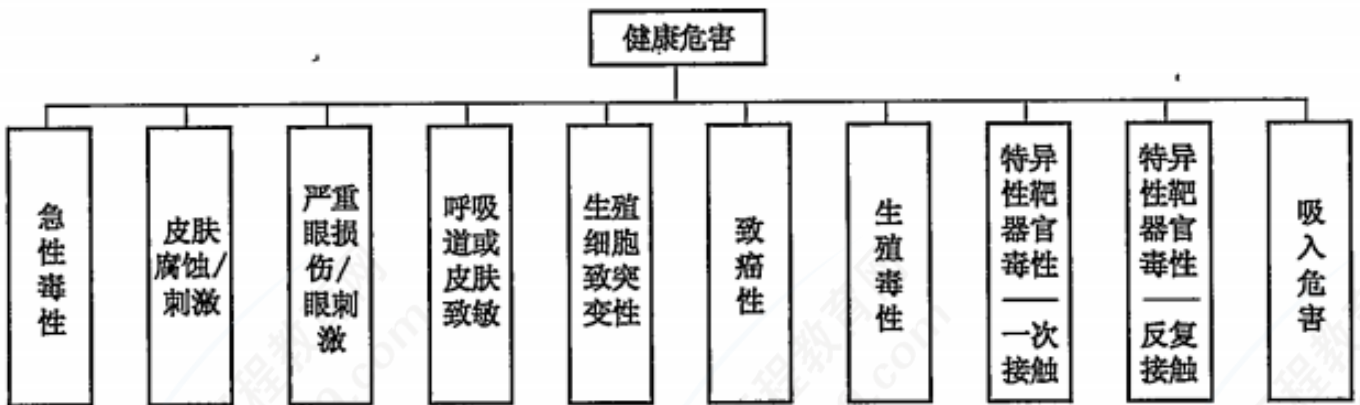 健康危害
急
性
毒
性
皮肤
腐蚀/
刺激
严重
眼损
伤/
眼刺
激
呼吸
道或
皮肤
致敏
生殖
细胞
致突
变性
致
癌
性
生
殖
毒
性
特异
性靶
器官
毒性
——
一次
接触
特异
性靶
器官
毒性
——
反复
接触
吸
入
危
害